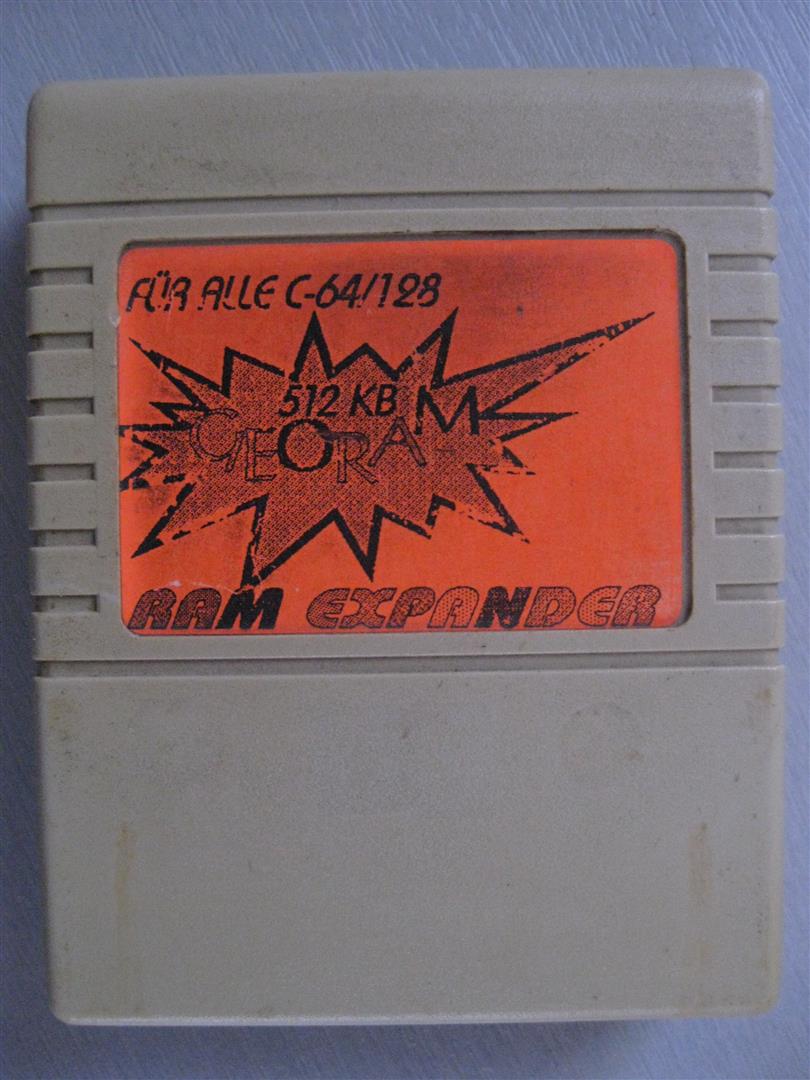 FÜR ALLE C-64/128
512 KB
GEORAM
RAM EXPANDER